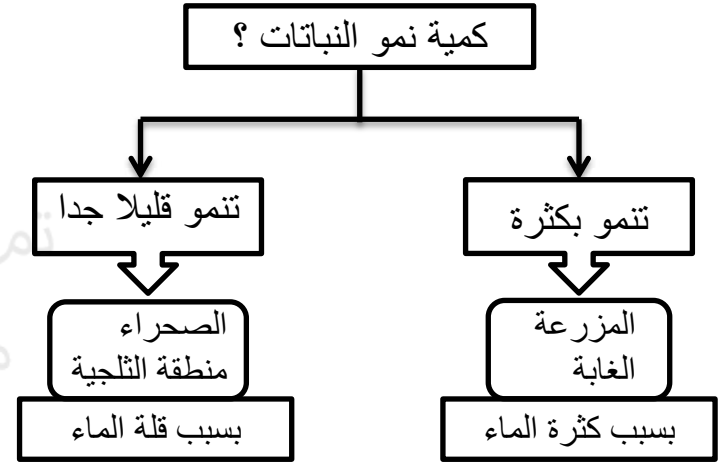 كمية نمو النباتات ؟
تنمو بكثرة
تنمو قليلا جدا
المزرعة
الغابة
الصحراء
منطقة الثلجية
بسبب كثرة الماء
بسبب قلة الماء